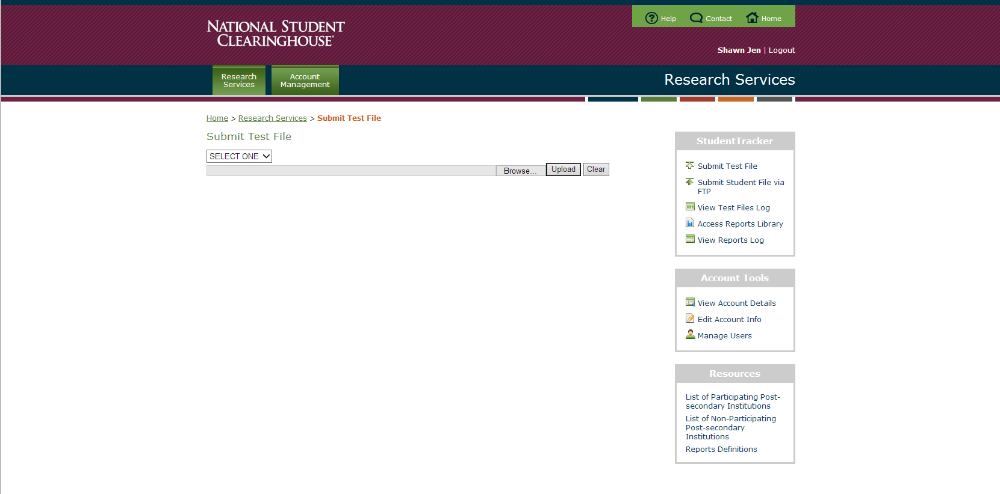 NATIONAL STUDENT
CLEARINGHOUSE®
Help Contact Home
Shawn Jen | Logout
Research
Services
Account
Management
Research Services
Home > Research Services > Submit Test File
Submit Test File
SELECT ONE
Browse... Upload Clear
StudentTracker
Submit Test File
Submit Student File via
FTP
View Test Files Log
Access Reports Library
View Reports Log
Account Tools
View Account Details
Edit Account Info
Manage Users
Resources
List of Participating Post-
secondary Institutions
List of Non-Participating
Post-secondary
Institutions
Reports Definitions